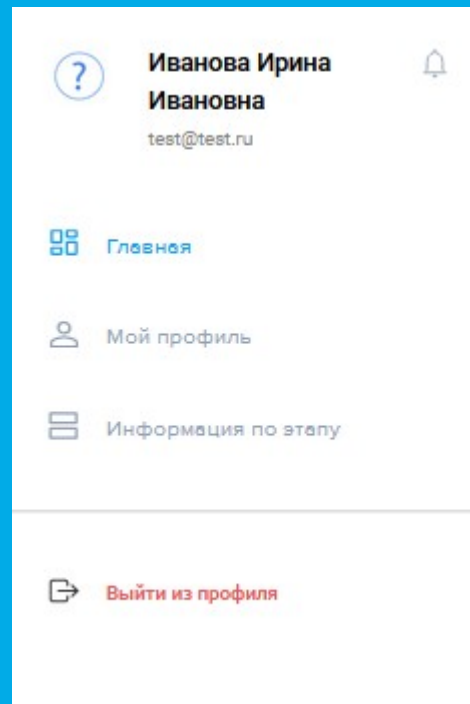 ?
Иванова Ирина
Ивановна
test@test.ru
Главная
Мой профиль
Информация по этапу
Выйти из профиля